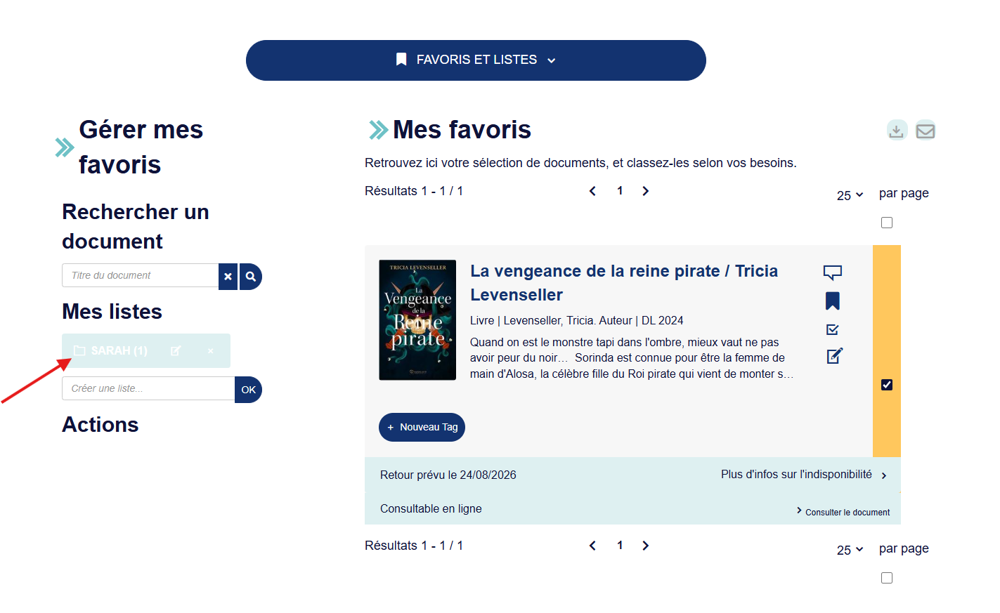 FAVORIS ET LISTES
Gérer mes
favoris
Rechercher un
document
Titre du document
Mes listes
SARAH (1)
Créer une liste...
OK
Actions
Mes favoris
Retrouvez ici votre sélection de documents, et classez-les selon vos besoins.
Résultats 1 - 1 / 1
1
25
par page
TRICIA LEVENSELLER
La
Vengeance
de la
Reine
pirate
La vengeance de la reine pirate / Tricia
Levenseller
Livre | Levenseller, Tricia. Auteur | DL 2024
Quand on est le monstre tapi dans l'ombre, mieux vaut ne pas
avoir peur du noir... Sorinda est connue pour être la femme de
main d'Alosa, la célèbre fille du Roi pirate qui vient de monter s...
+ Nouveau Tag
Retour prévu le 24/08/2026
Plus d'infos sur l'indisponibilité
Consultable en ligne
Consulter le document
Résultats 1 - 1 / 1
1
25
par page